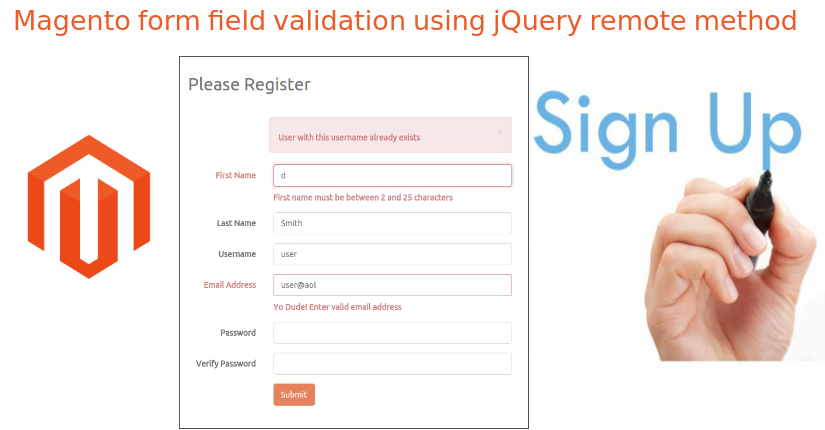 Magento form field validation using jQuery remote method
Please Register
User with this username already exists ×
First Name d
First name must be between 2 and 25 characters
Last Name Smith
Username user
Email Address user@aol
Yo Dude! Enter valid email address
Password
Verify Password
Submit
Sign Up